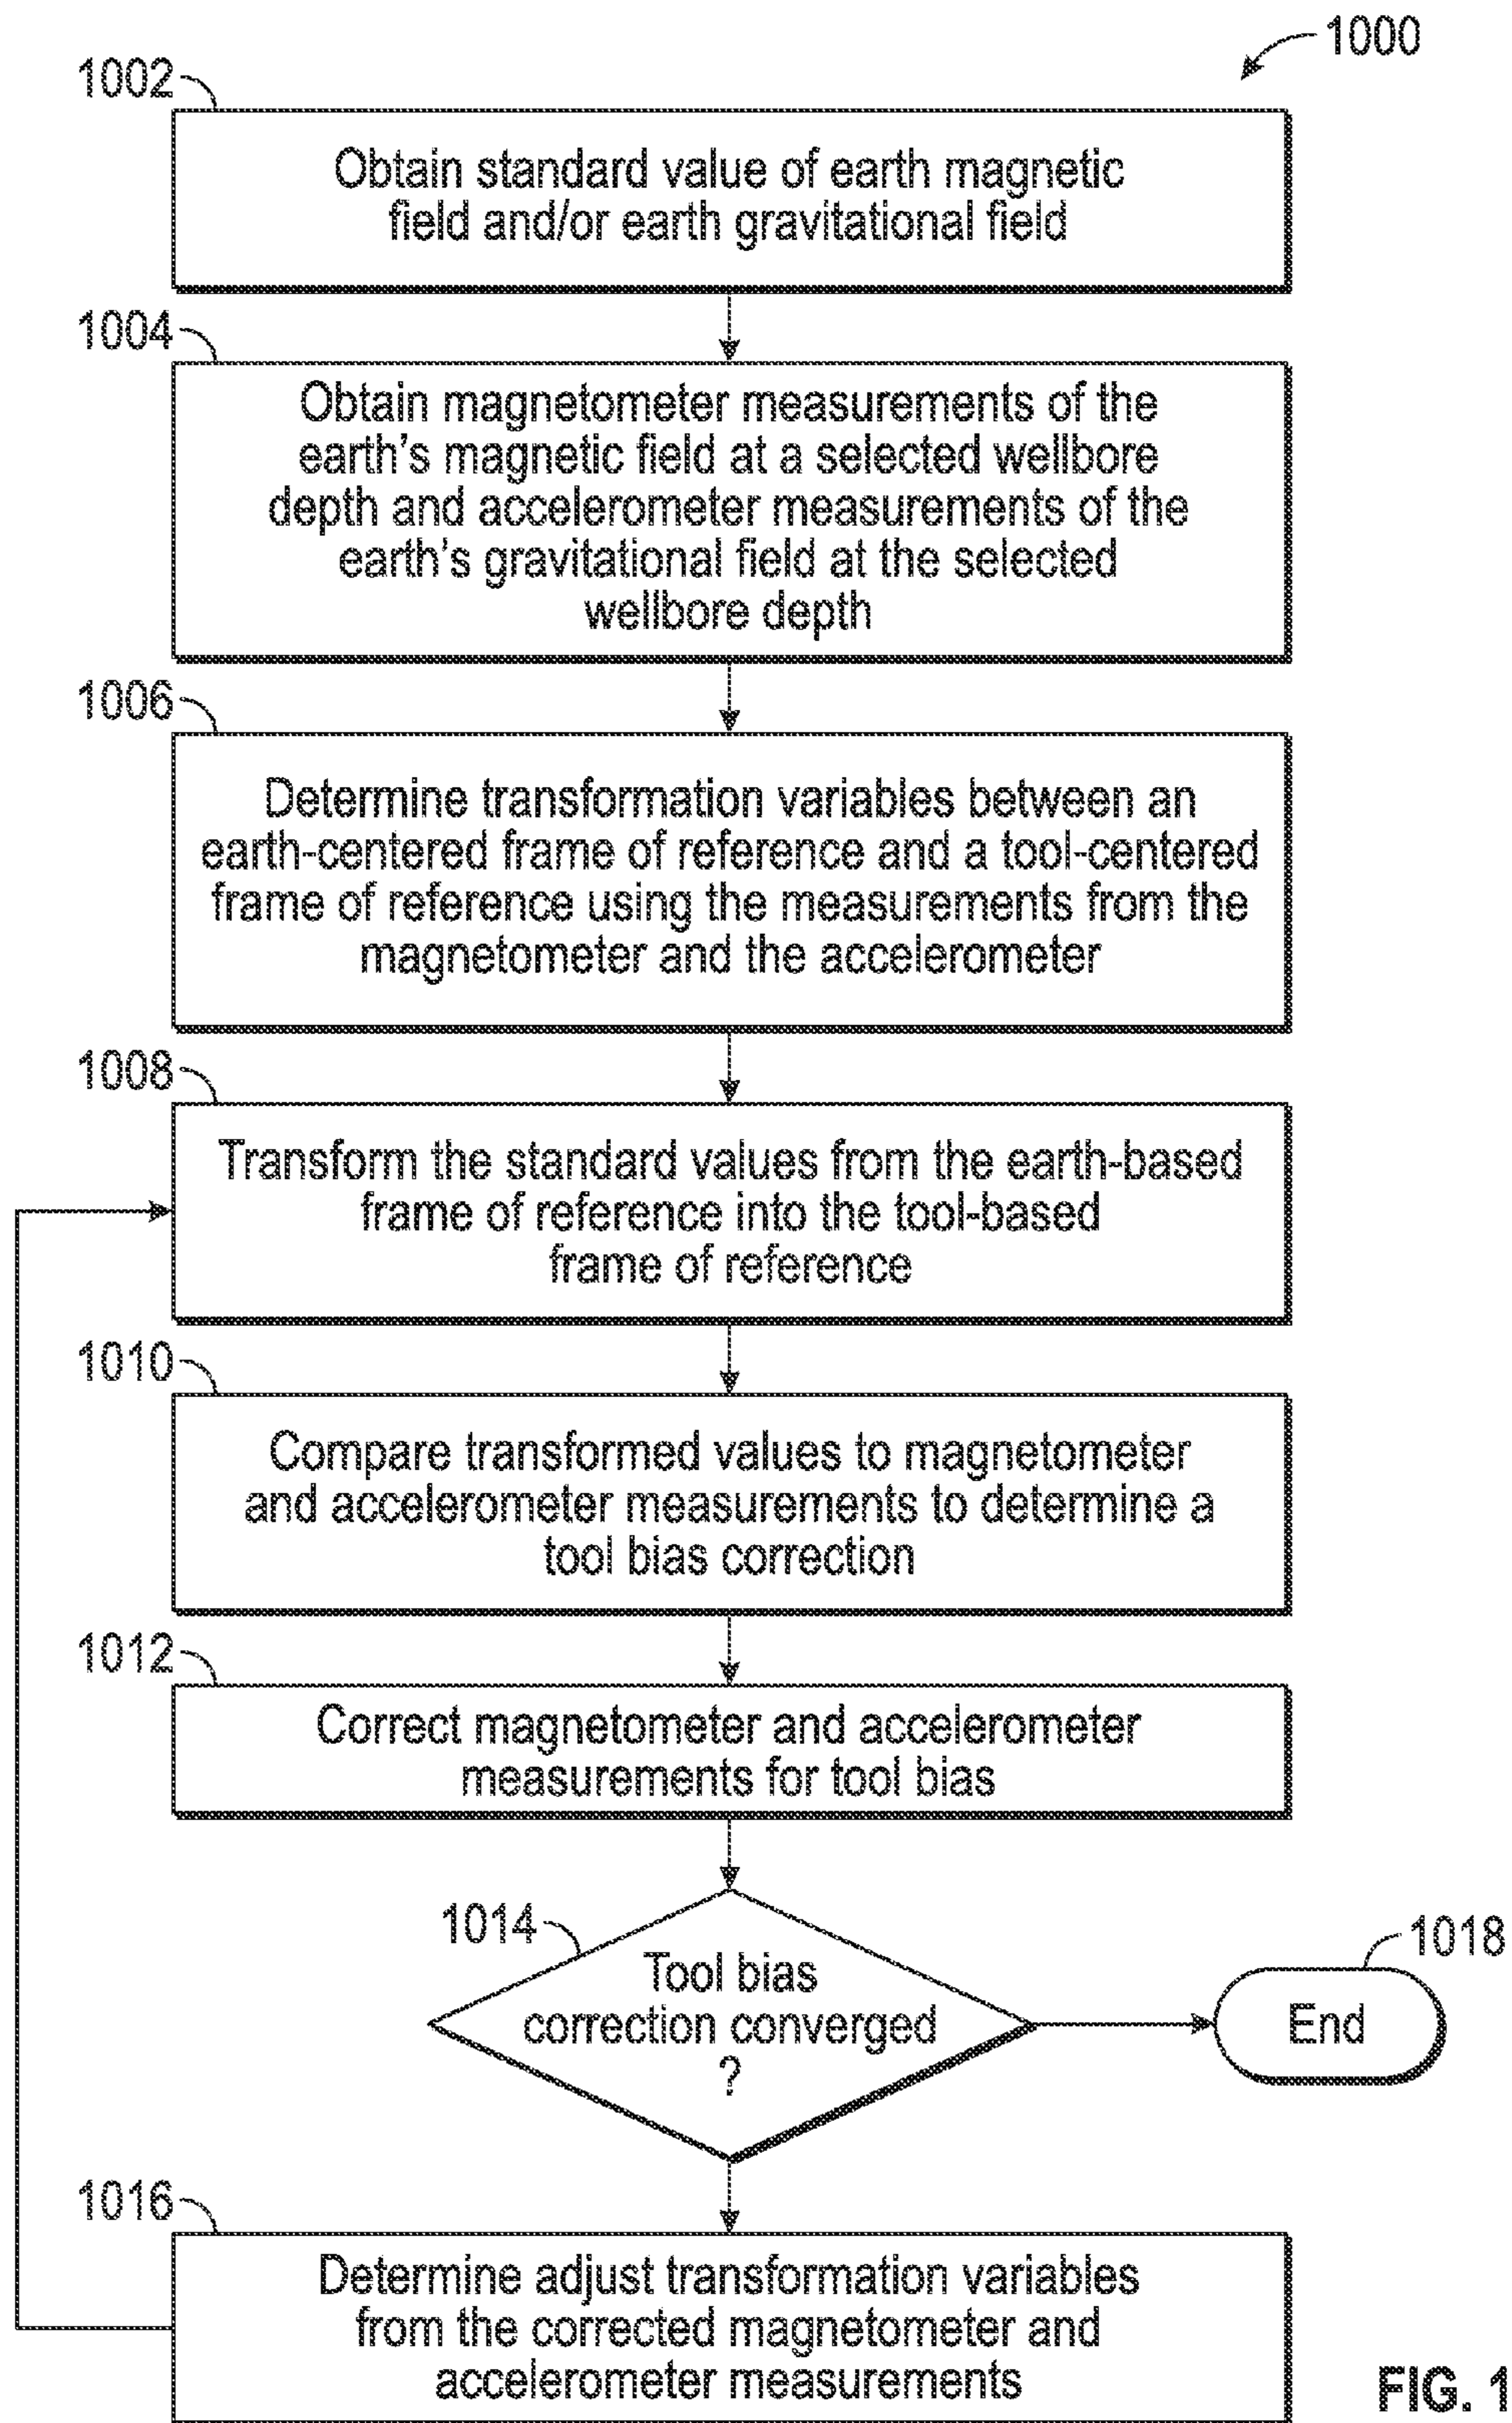 1000
1002
Obtain standard value of earth magnetic
field and/or earth gravitational field
1004
Obtain magnetometer measurements of the
earth's magnetic field at a selected wellbore
depth and accelerometer measurements of the
earth's gravitational field at the selected
wellbore depth
1006
Determine transformation variables between an
earth-centered frame of reference and a tool-centered
frame of reference using the measurements from the
magnetometer and the accelerometer
1008
Transform the standard values from the earth-based
frame of reference into the tool-based
frame of reference
1010
Compare transformed values to magnetometer
and accelerometer measurements to determine a
tool bias correction
1012
Correct magnetometer and accelerometer
measurements for tool bias
1014
Tool bias
correction converged
?
1018
End
1016
Determine adjust transformation variables
from the corrected magnetometer and
accelerometer measurements
FIG. 1